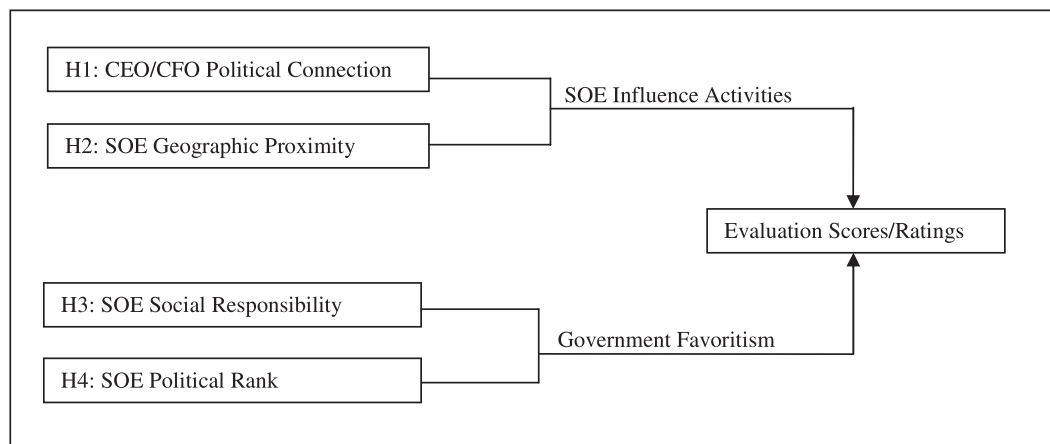 H1: CEO/CFO Political Connection
SOE Influence Activities
H2: SOE Geographic Proximity
Evaluation Scores/Ratings
H3: SOE Social Responsibility
Government Favoritism
H4: SOE Political Rank